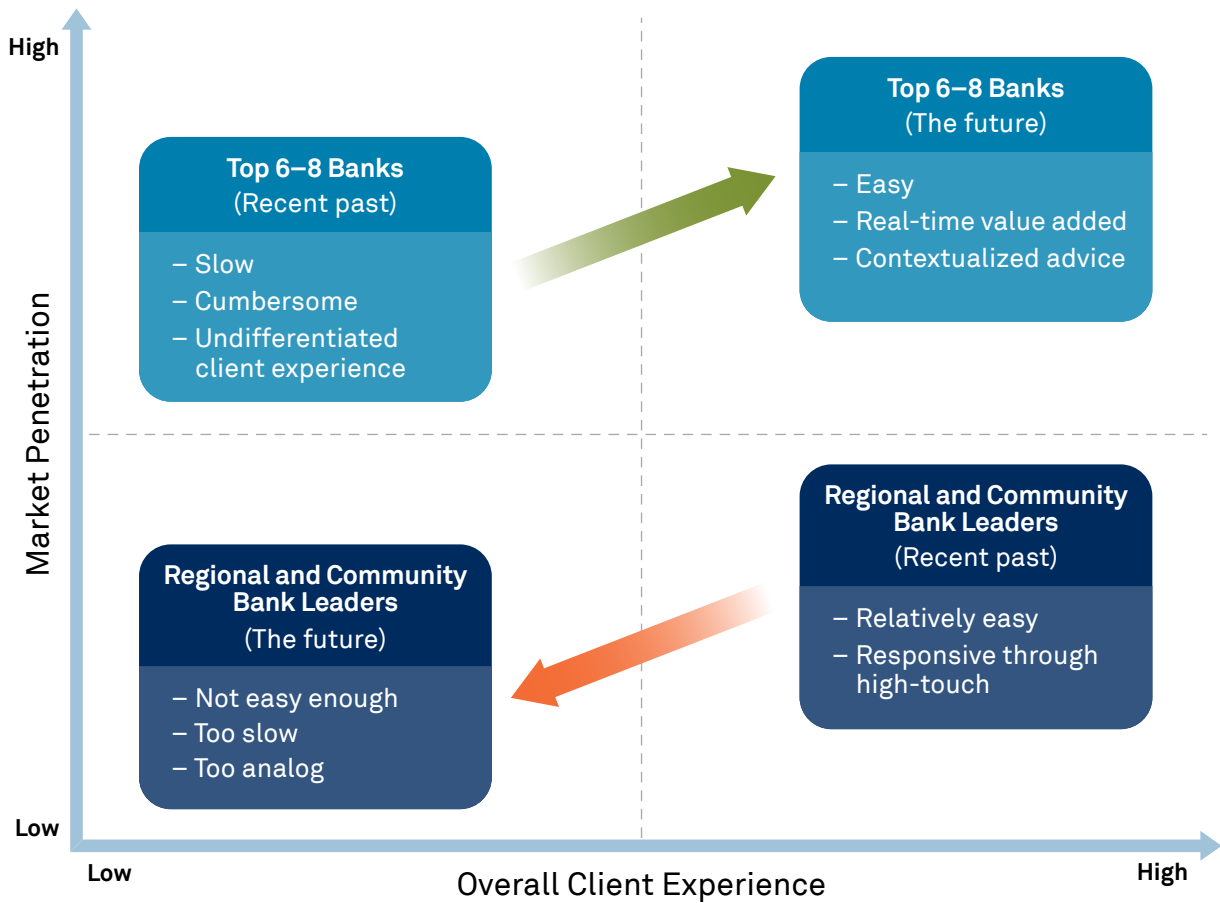 High
Market Penetration
Low
Top 6–8 Banks
(Recent past)
– Slow
– Cumbersome
– Undifferentiated
client experience
Top 6–8 Banks
(The future)
– Easy
– Real-time value added
– Contextualized advice
Regional and Community
Bank Leaders
(The future)
– Not easy enough
– Too slow
– Too analog
Regional and Community
Bank Leaders
(Recent past)
– Relatively easy
– Responsive through
high-touch
Low
Overall Client Experience
High